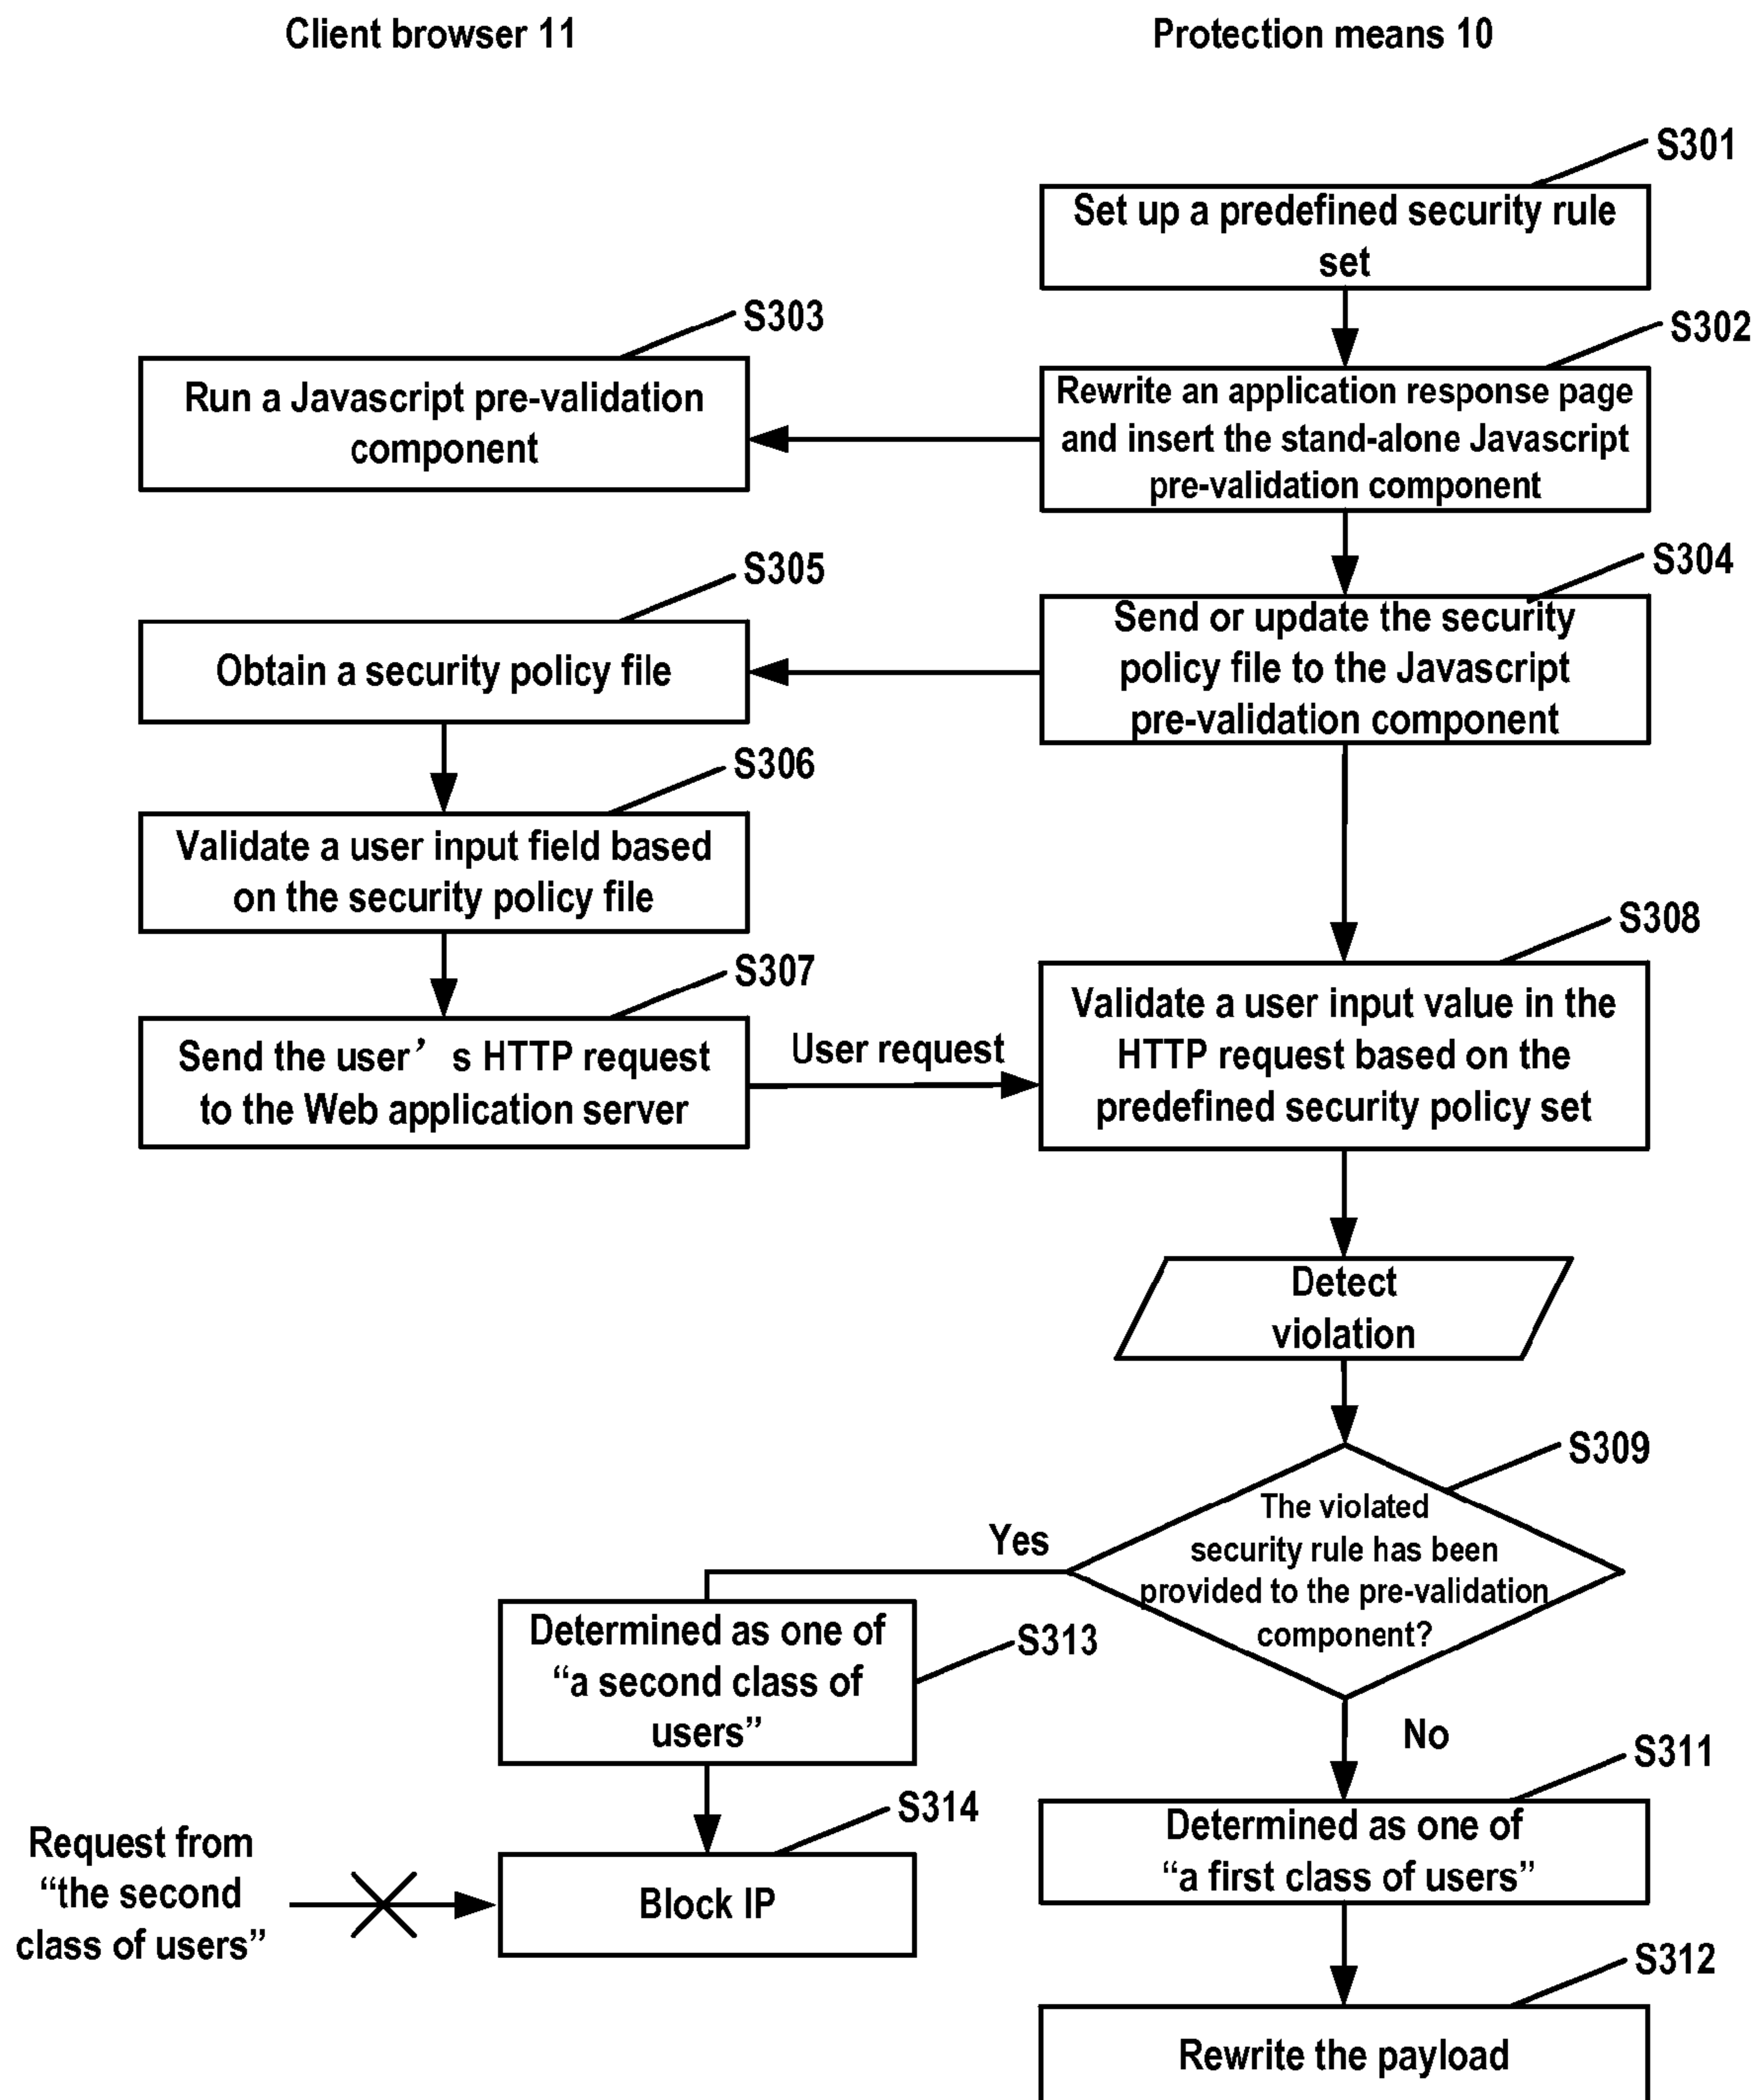 Client browser 11
Protection means 10
S301
Set up a predefined security rule
set
S303
Run a Javascript pre-validation
component
S302
Rewrite an application response page
and insert the stand-alone Javascript
pre-validation component
S305
Obtain a security policy file
S304
Send or update the security
policy file to the Javascript
pre-validation component
S306
Validate a user input field based
on the security policy file
S307
Send the user’ s HTTP request
to the Web application server
User request
S308
Validate a user input value in the
HTTP request based on the
predefined security policy set
Detect
violation
S309
The violated
security rule has been
provided to the pre-validation
component?
Yes
S313
Determined as one of
“a second class of
users”
No
S311
Determined as one of
“a first class of users”
S314
Block IP
Request from
“the second
class of users”
S312
Rewrite the payload